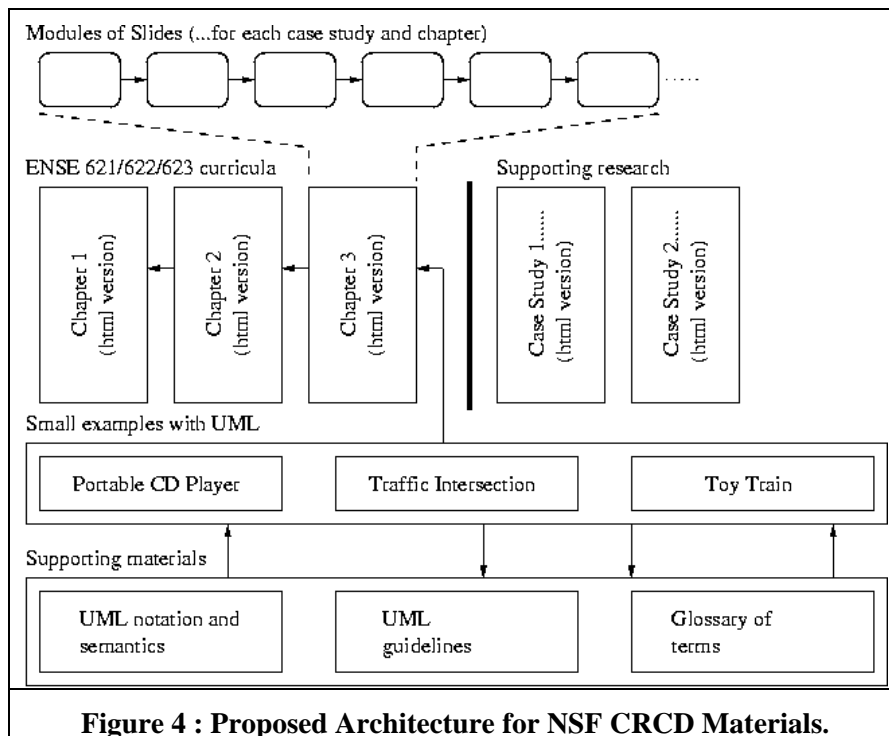 Modules of Slides (...for each case study and chapter)
......
ENSE 621/622/623 curricula
Supporting research
Chapter 1
(html version)
Chapter 2
(html version)
Chapter 3
(html version)
Case Study 1......
(html version)
Case Study 2......
(html version)
Small examples with UML
Portable CD Player
Traffic Intersection
Toy Train
Supporting materials
UML notation and
semantics
UML
guidelines
Glossary of
terms
Figure 4 : Proposed Architecture for NSF CRCD Materials.